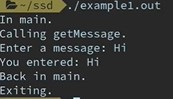 ~/ssd ./example1.out
In main.
Calling getMessage.
Enter a message: Hi
You entered: Hi
Back in main.
Exiting.